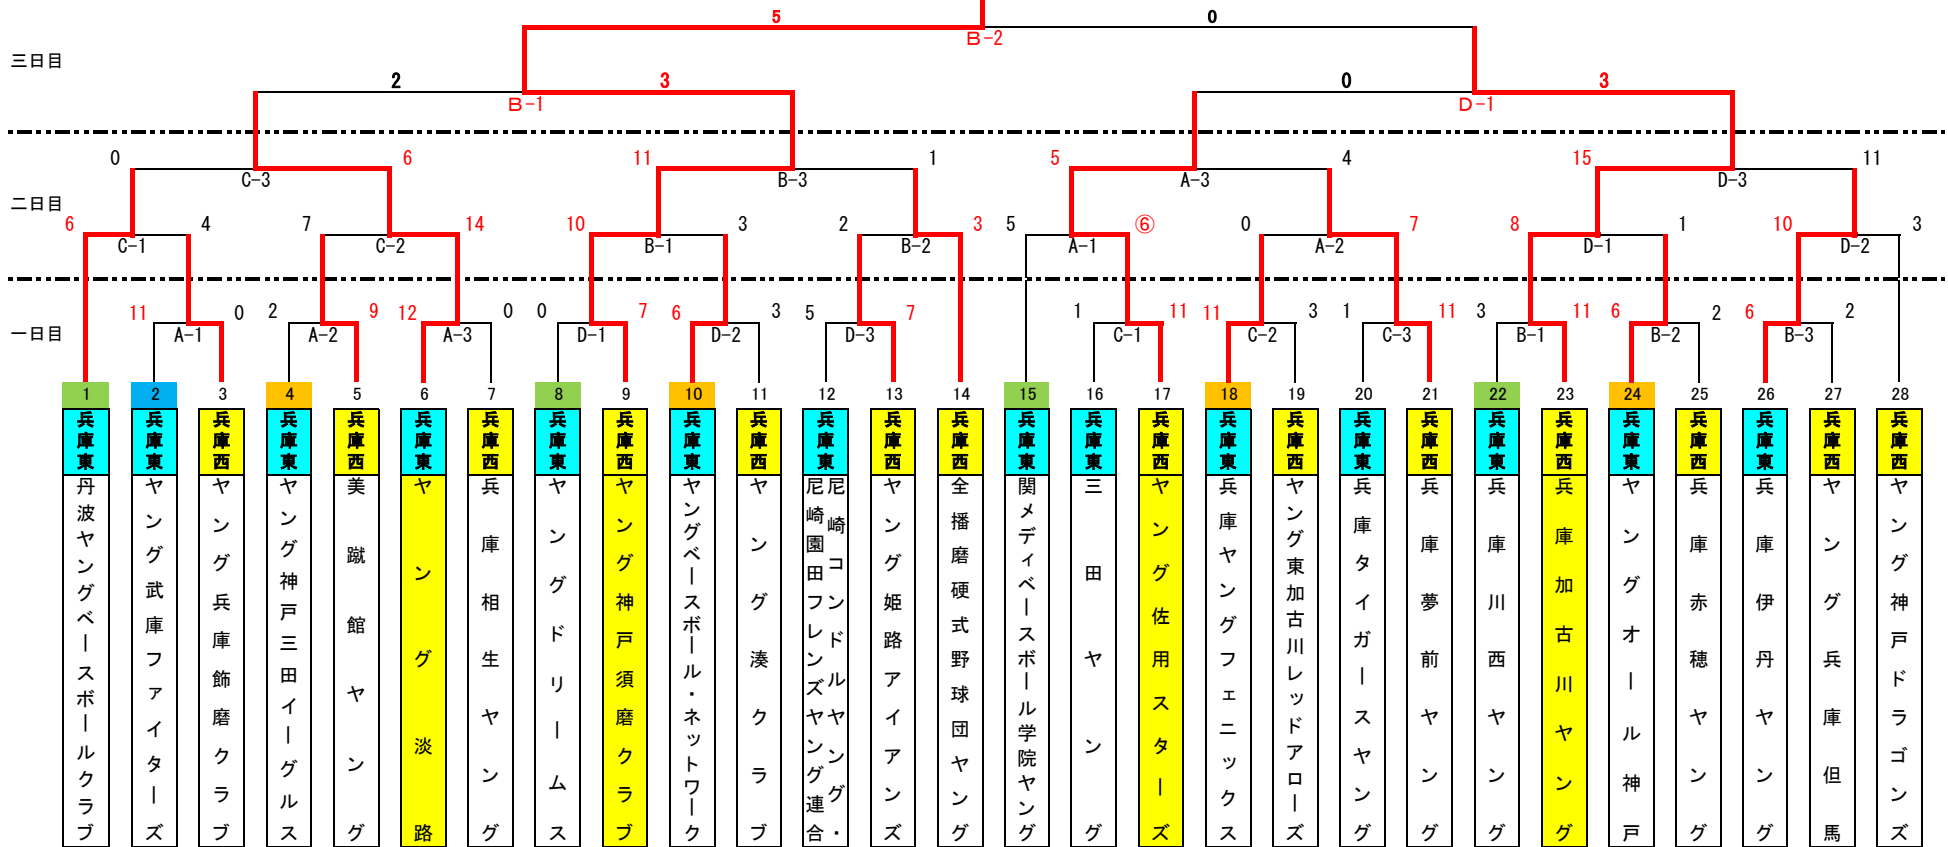 5 0
B-2
三日目
2 3 0 3
B-1 D-1
0 6 11 1 5 4 15 11
C-3 B-3 A-3 D-3
二日目
6 4 7 14 10 3 2 3 5 ⑥ 0 7 8 1 10 3
C-1 C-2 B-1 B-2 A-1 A-2 D-1 D-2
11 0 2 9 12 0 0 7 6 3 5 7 1 11 11 3 1 11 3 11 6 2 6 2
一日目
A-1 A-2 A-3 D-1 D-2 D-3 C-1 C-2 C-3 B-1 B-2 B-3
1 2 3 4 5 6 7 8 9 10 11 12 13 14 15 16 17 18 19 20 21 22 23 24 25 26 27 28
兵庫東
丹波ヤングベースボールクラブ
兵庫東
ヤング武庫ファイターズ
兵庫西
ヤング兵庫飾磨クラブ
兵庫東
ヤング神戸三田イーグルス
兵庫西
美蹴館ヤング
兵庫東
ヤング淡路
兵庫西
兵庫相生ヤング
兵庫東
ヤングドリームス
兵庫西
ヤング神戸須磨クラブ
兵庫東
ヤングベースボール・ネットワーク
兵庫西
ヤング湊クラブ
兵庫東
尼崎コンドルヤング・
尼崎園田フレンズヤング連合
兵庫西
ヤング姫路アイアンズ
兵庫西
全播磨硬式野球団ヤング
兵庫東
関メディベースボール学院ヤング
兵庫東
三田ヤング
兵庫西
ヤング佐用スターズ
兵庫東
兵庫ヤングフェニックス
兵庫西
ヤング東加古川レッドアローズ
兵庫東
兵庫タイガースヤング
兵庫西
兵庫夢前ヤング
兵庫東
兵庫川西ヤング
兵庫西
兵庫加古川ヤング
兵庫東
ヤングオール神戸
兵庫西
兵庫赤穂ヤング
兵庫東
兵庫伊丹ヤング
兵庫西
ヤング兵庫但馬
兵庫西
ヤング神戸ドラゴンズ